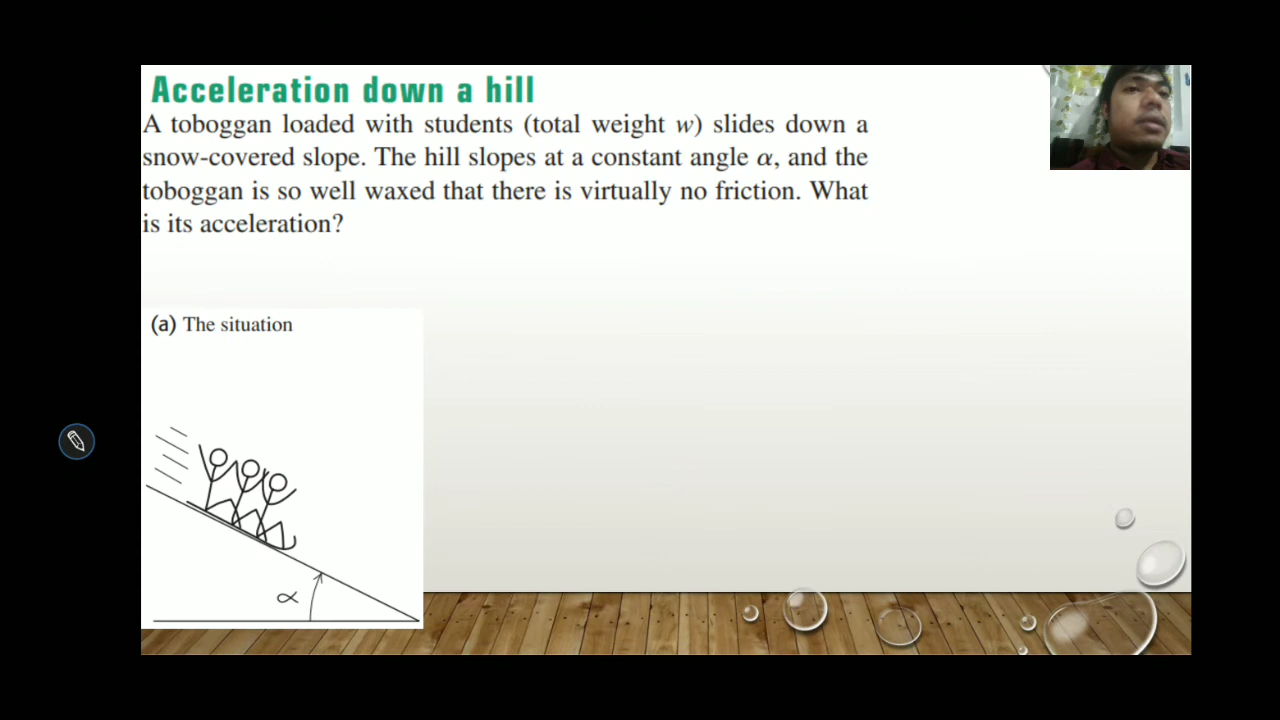 Acceleration down a hill
A toboggan loaded with students (total weight w) slides down a
snow-covered slope. The hill slopes at a constant angle α, and the
toboggan is so well waxed that there is virtually no friction. What
is its acceleration?
(a) The situation
α